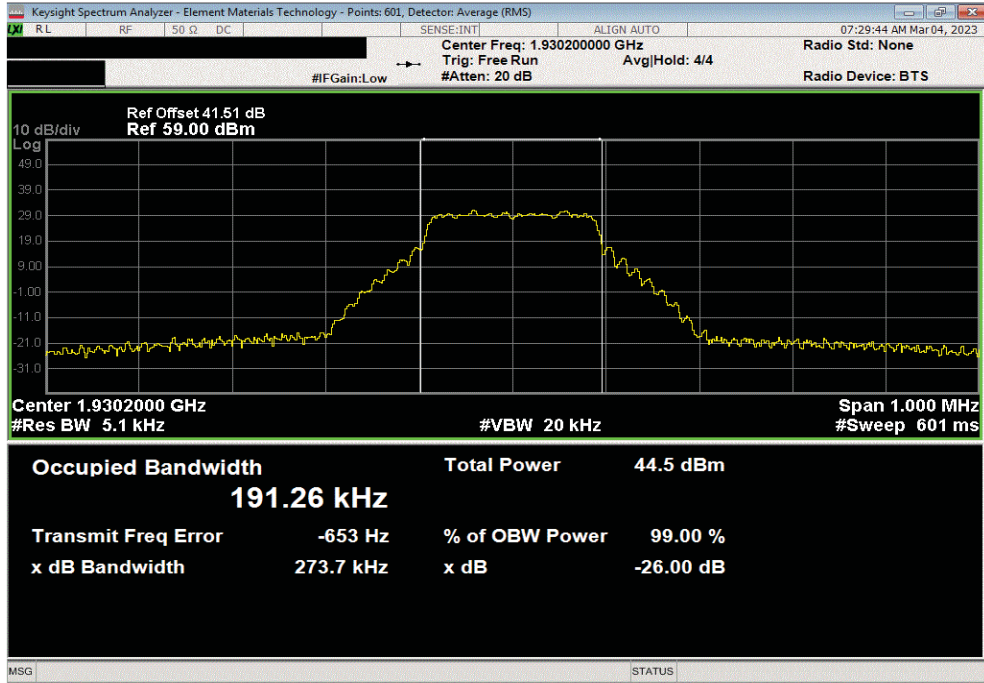 Keysight Spectrum Analyzer - Element Materials Technology - Points: 601, Detector: Average (RMS)
LXI RL RF 50 Ω DC SENSE:INT ALIGN AUTO 07:29:44 AM Mar 04, 2023
Center Freq: 1.930200000 GHz Radio Std: None
Trig: Free Run Avg|Hold: 4/4
#IFGain:Low #Atten: 20 dB Radio Device: BTS
Ref Offset 41.51 dB
10 dB/div Ref 59.00 dBm
Log
49.0
39.0
29.0
19.0
9.00
-1.00
-11.0
-21.0
-31.0
Center 1.9302000 GHz Span 1.000 MHz
#Res BW 5.1 kHz #VBW 20 kHz #Sweep 601 ms
Occupied Bandwidth Total Power 44.5 dBm
191.26 kHz
Transmit Freq Error -653 Hz % of OBW Power 99.00 %
x dB Bandwidth 273.7 kHz x dB -26.00 dB
MSG STATUS